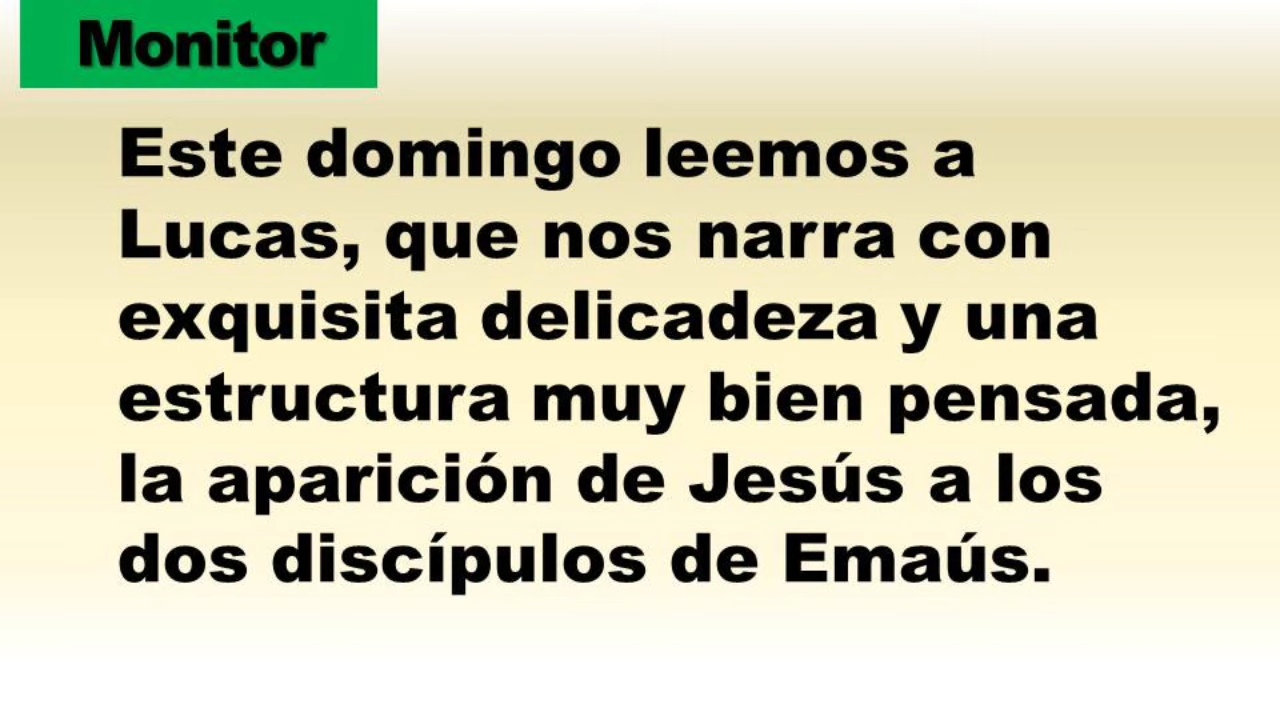 Monitor
Este domingo leemos a
Lucas, que nos narra con
exquisita delicadeza y una
estructura muy bien pensada,
la aparición de Jesús a los
dos discípulos de Emaús.